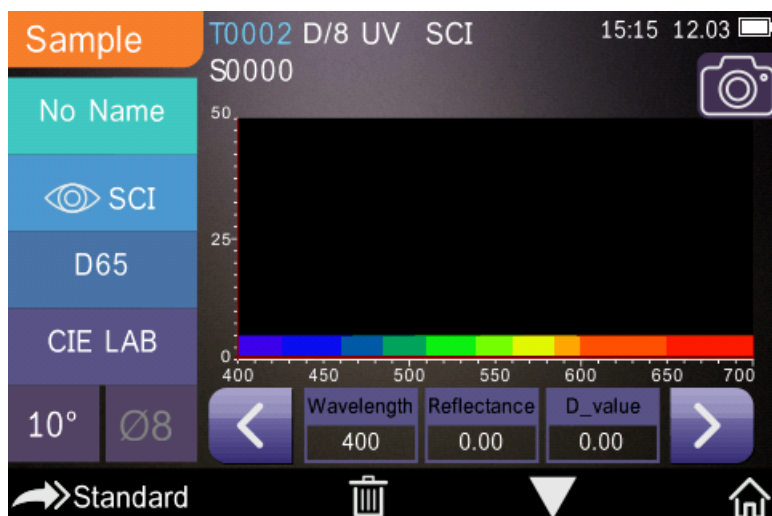 Sample
T0002 D/8 UV SCI
15:15 12.03
S0000
No Name
SCI
D65
CIE LAB
10° Ø8
50
25
0
400 450 500 550 600 650 700
Wavelength Reflectance D_value
400 0.00 0.00
Standard